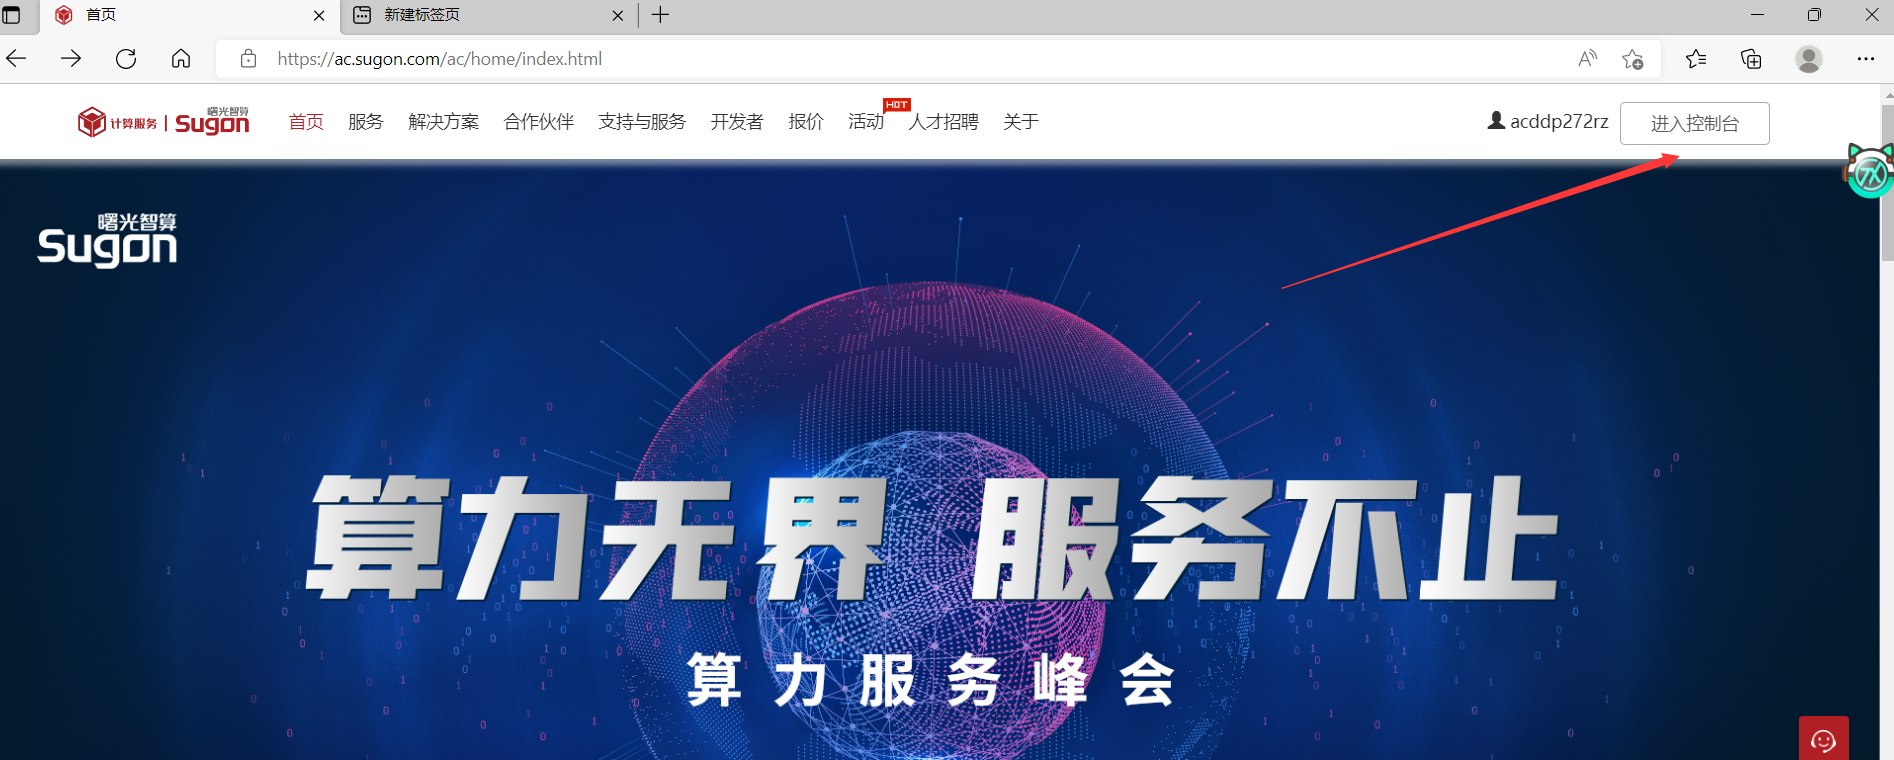 首页
新建标签页
https://ac.sugon.com/ac/home/index.html
计算服务 | 曙光智算 Sugon
首页 服务 解决方案 合作伙伴 支持与服务 开发者 报价 活动 HOT 人才招聘 关于
acddp272rz 进入控制台
曙光智算
Sugon
算力无界 服务不止
算力服务峰会